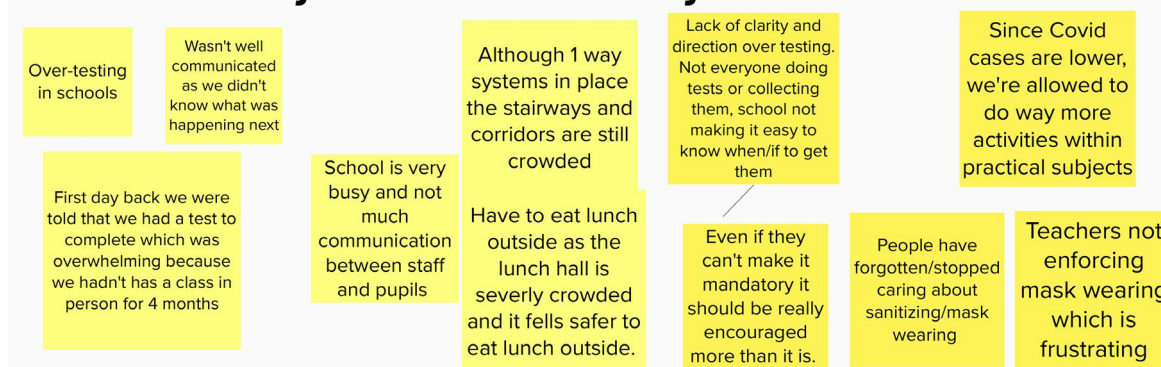 Over-testing
in schools
Wasn't well
communicated
as we didn't
know what was
happening next
First day back we were
told that we had a test to
complete which was
overwhelming because
we hadn't has a class in
person for 4 months
School is very
busy and not
much
communication
between staff
and pupils
Although 1 way
systems in place
the stairways and
corridors are still
crowded
Have to eat lunch
outside as the
lunch hall is
severly crowded
and it fells safer to
eat lunch outside.
Lack of clarity and
direction over testing.
Not everyone doing
tests or collecting
them, school not
making it easy to
know when/if to get
them
Even if they
can't make it
mandatory it
should be really
encouraged
more than it is.
Since Covid
cases are lower,
we're allowed to
do way more
activities within
practical subjects
People have
forgotten/stopped
caring about
sanitizing/mask
wearing
Teachers not
enforcing
mask wearing
which is
frustrating